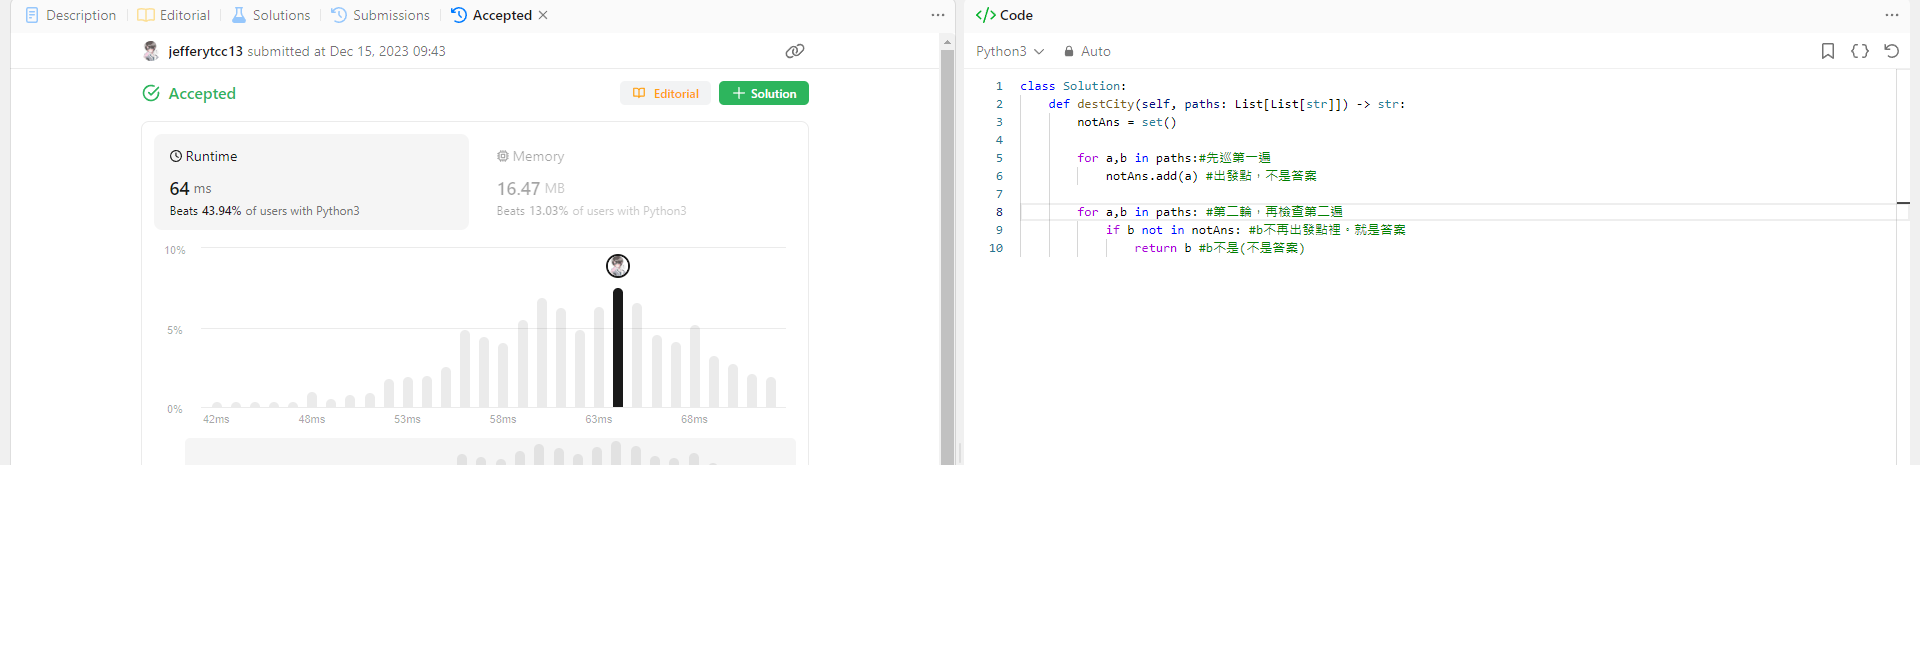 Description
Editorial
Solutions
Submissions
Accepted
jefferytcc13 submitted at Dec 15, 2023 09:43
Accepted
Editorial
Solution
Runtime
64 ms
Beats 43.94% of users with Python3
Memory
16.47 MB
Beats 13.03% of users with Python3
10%
5%
0%
42ms 48ms 53ms 58ms 63ms 68ms
</> Code
Python3
Auto
1 class Solution:
2 def destCity(self, paths: List[List[str]]) -> str:
3 notAns = set()
4
5 for a,b in paths:#先巡第一遍
6 notAns.add(a) #出發點，不是答案
7
8 for a,b in paths: #第二輪，再檢查第二遍
9 if b not in notAns: #b不再出發點裡。就是答案
10 return b #b不是(不是答案)